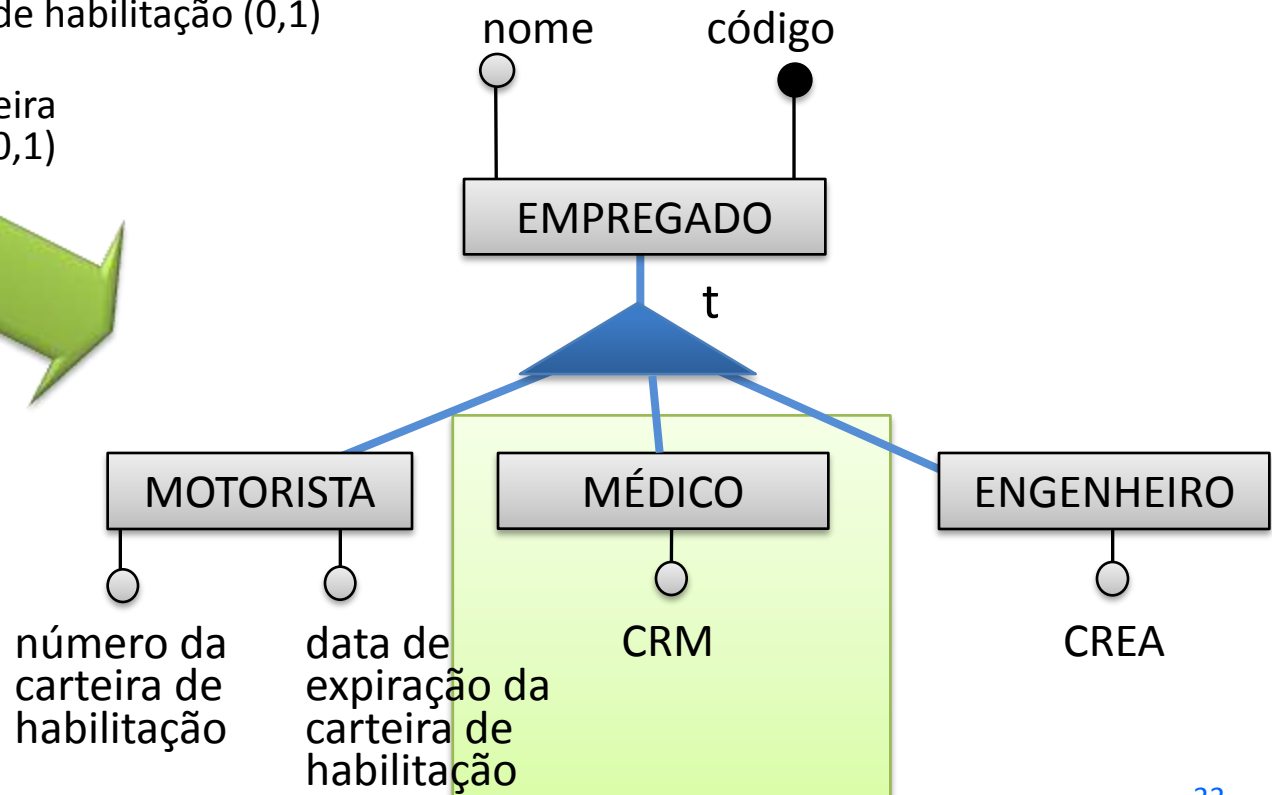 de habilitação (0,1)
eira
0,1)
nome código
EMPREGADO
t
MOTORISTA MÉDICO ENGENHEIRO
número da
carteira de
habilitação
data de
expiração da
carteira de
habilitação
CRM
CREA